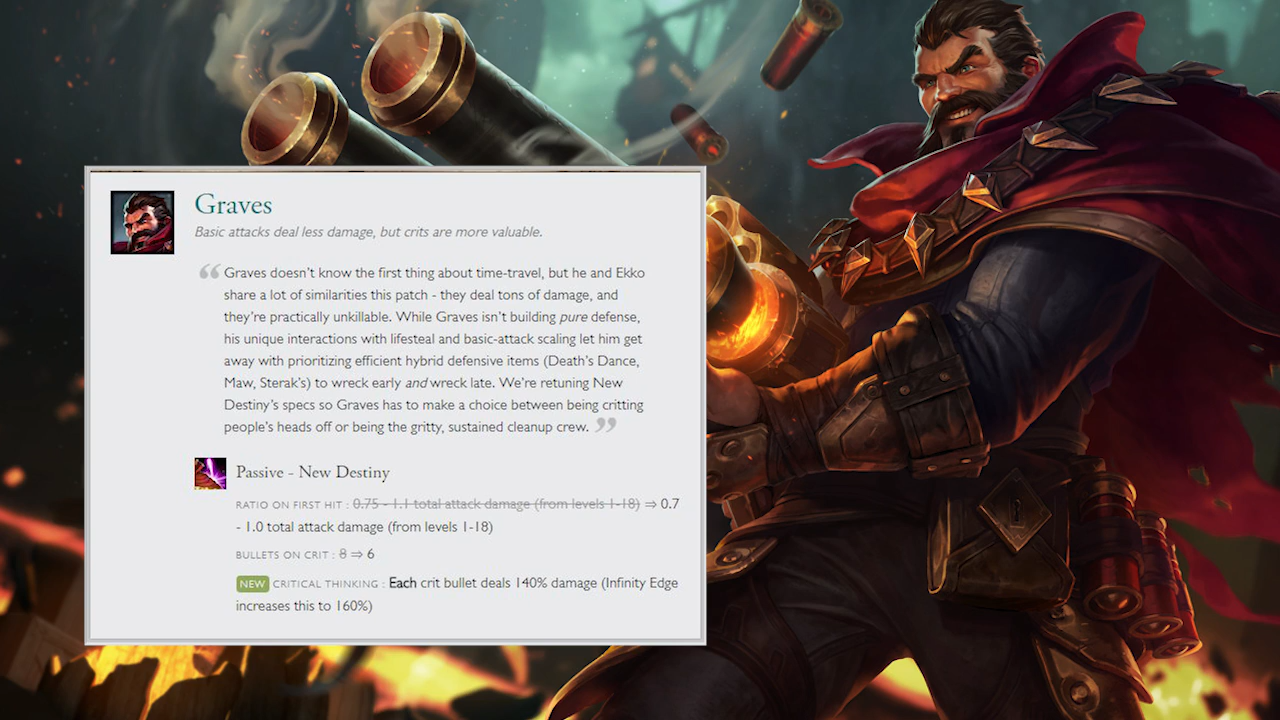 Graves
Basic attacks deal less damage, but crits are more valuable.
“ Graves doesn’t know the first thing about time-travel, but he and Ekko
share a lot of similarities this patch - they deal tons of damage, and
they’re practically unkillable. While Graves isn’t building pure defense,
his unique interactions with lifesteal and basic-attack scaling let him get
away with prioritizing efficient hybrid defensive items (Death’s Dance,
Maw, Sterak’s) to wreck early and wreck late. We’re retuning New
Destiny’s specs so Graves has to make a choice between being critting
people’s heads off or being the gritty, sustained cleanup crew. ”
Passive - New Destiny
RATIO ON FIRST HIT : 0.75 - 1.1 total attack damage (from levels 1-18) ⇒ 0.7
- 1.0 total attack damage (from levels 1-18)
BULLETS ON CRIT : 8 ⇒ 6
NEW CRITICAL THINKING : Each crit bullet deals 140% damage (Infinity Edge
increases this to 160%)